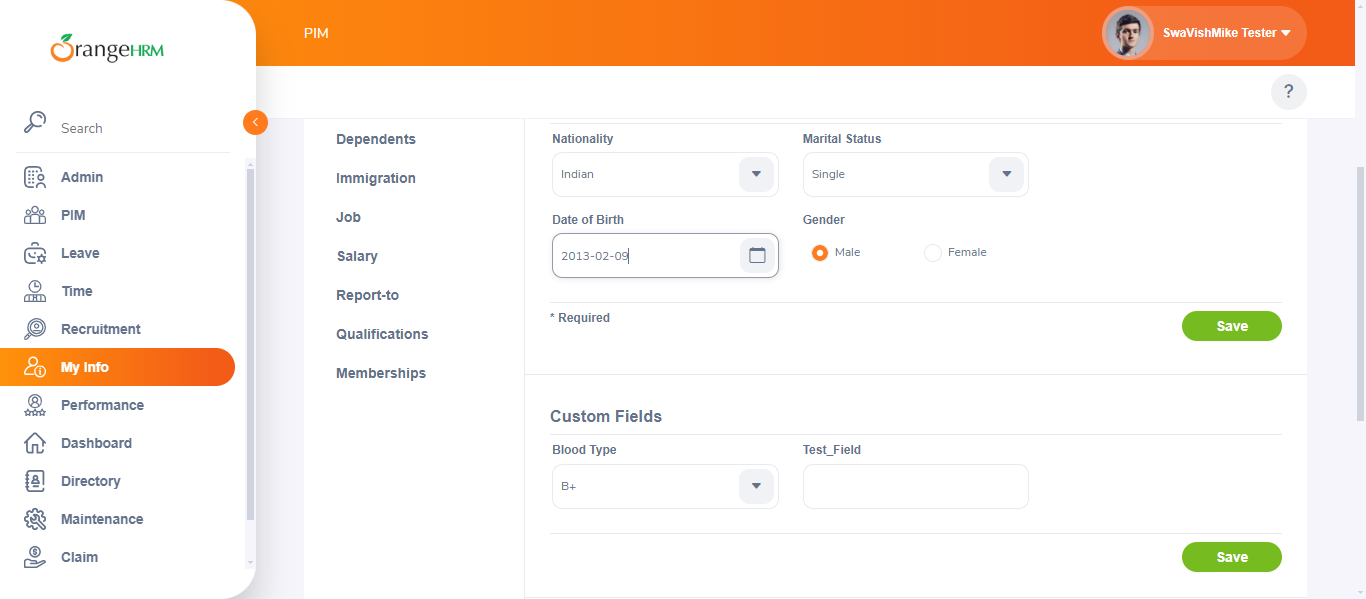 OrangeHRM
PIM
SwaVishMike Tester
?
Search
Admin
PIM
Leave
Time
Recruitment
My Info
Performance
Dashboard
Directory
Maintenance
Claim
Dependents
Immigration
Job
Salary
Report-to
Qualifications
Memberships
Nationality
Marital Status
Indian
Single
Date of Birth
Gender
2013-02-09
Male
Female
* Required
Save
Custom Fields
Blood Type
Test_Field
B+
Save